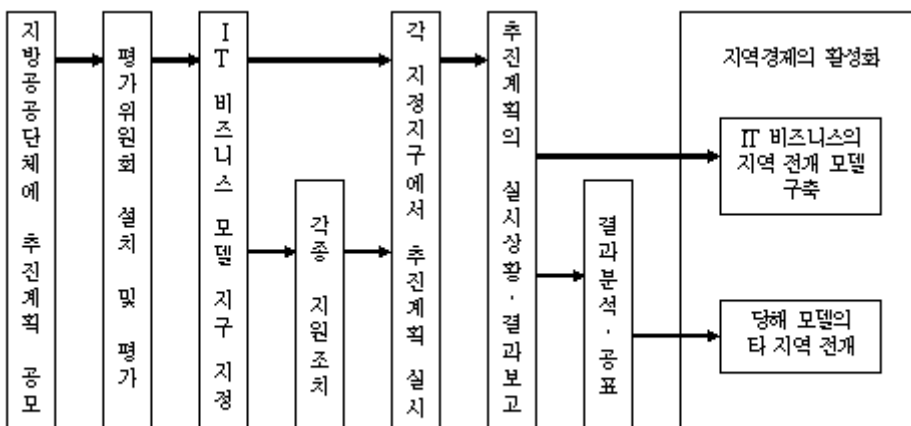 지방공공단체에 추진계획 공모
평가위원회 설치 및 평가
IT 비즈니스 모델 지구 지정
각종 지원조치
각 지정지구에서 추진계획 실시
추진계획의 실시상황·결과보고
결과분석·공표
지역경제의 활성화
IT 비즈니스의
지역 전개 모델
구축
당해 모델의
타 지역 전개